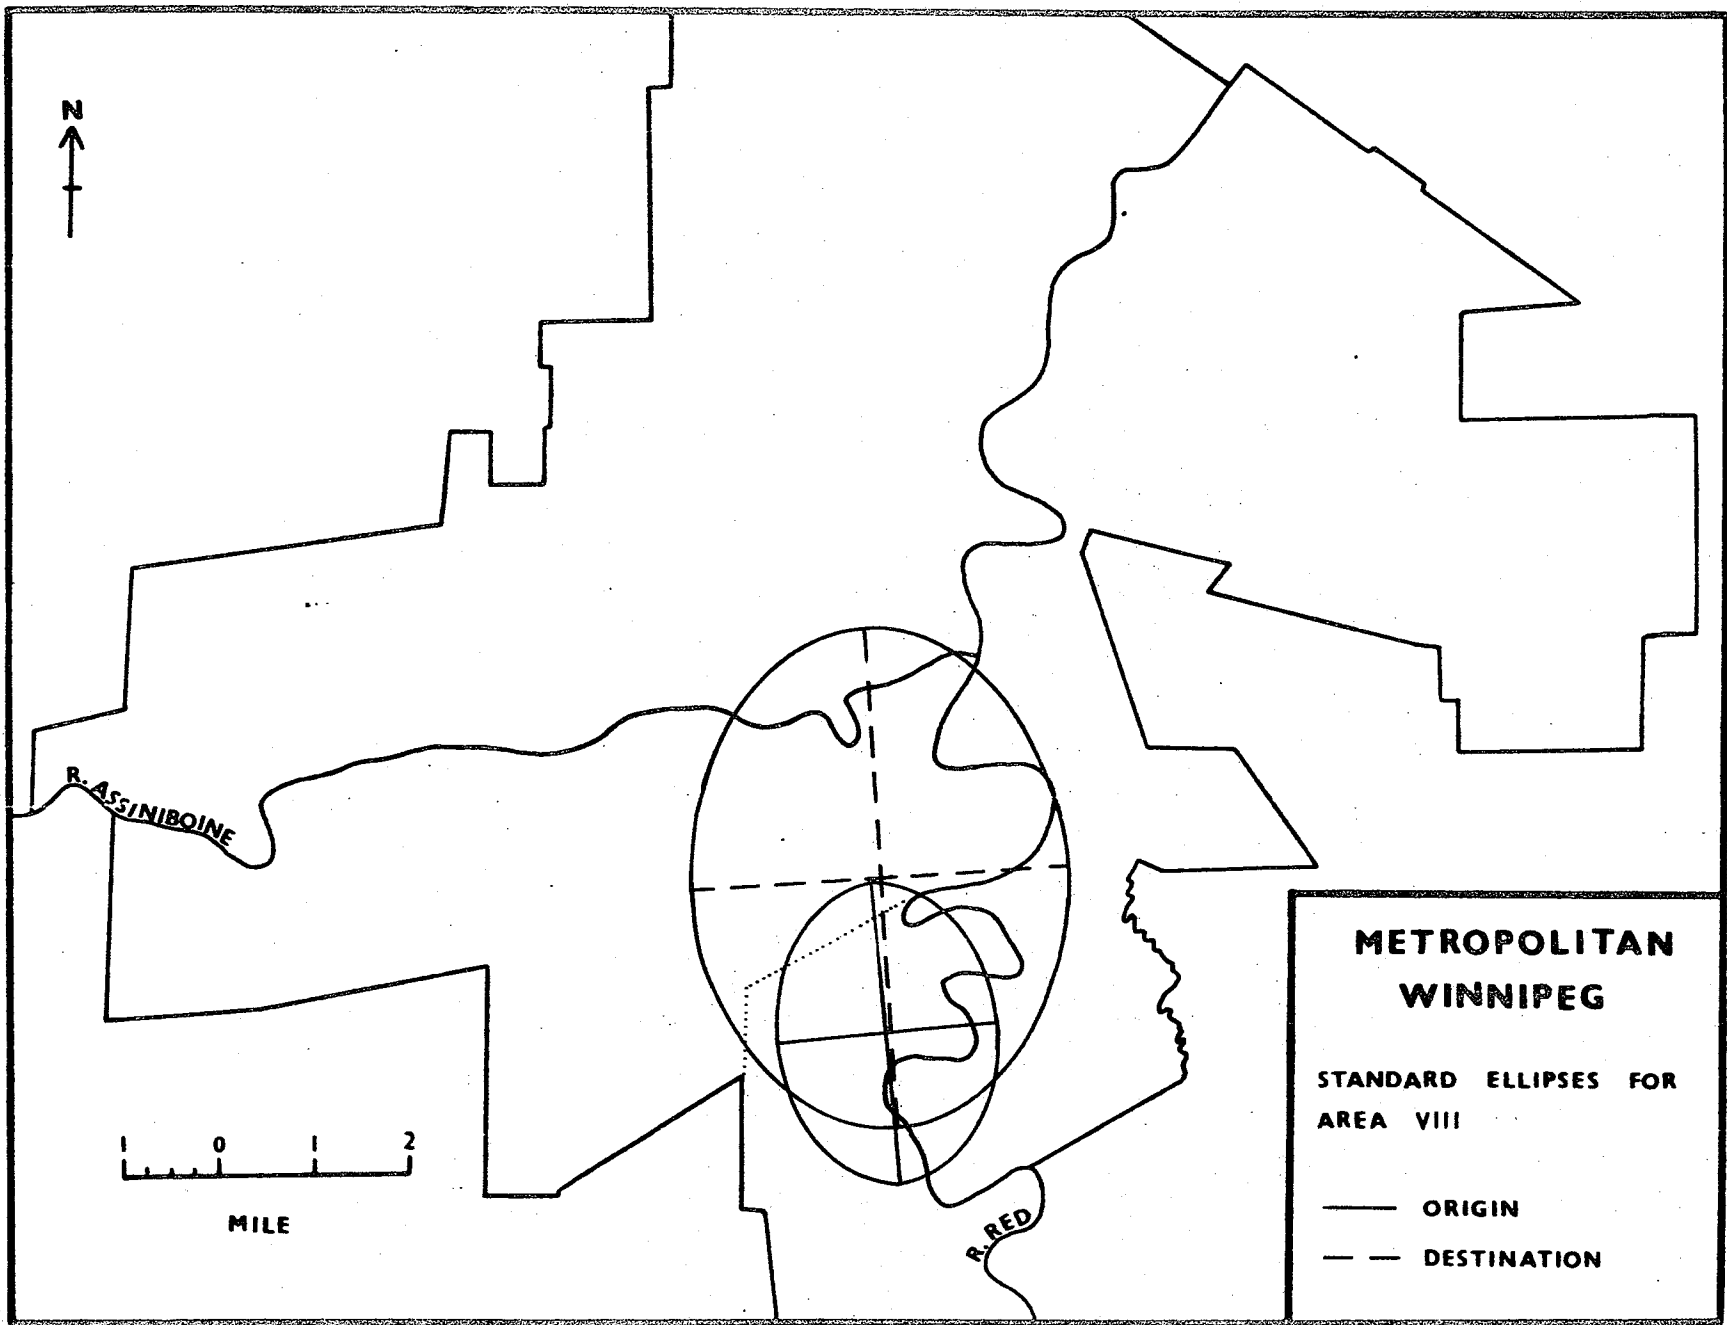 N
R. ASSINIBOINE
METROPOLITAN
WINNIPEG
STANDARD ELLIPSES FOR
AREA VIII
1 0 1 2
MILE
ORIGIN
R. RED
DESTINATION